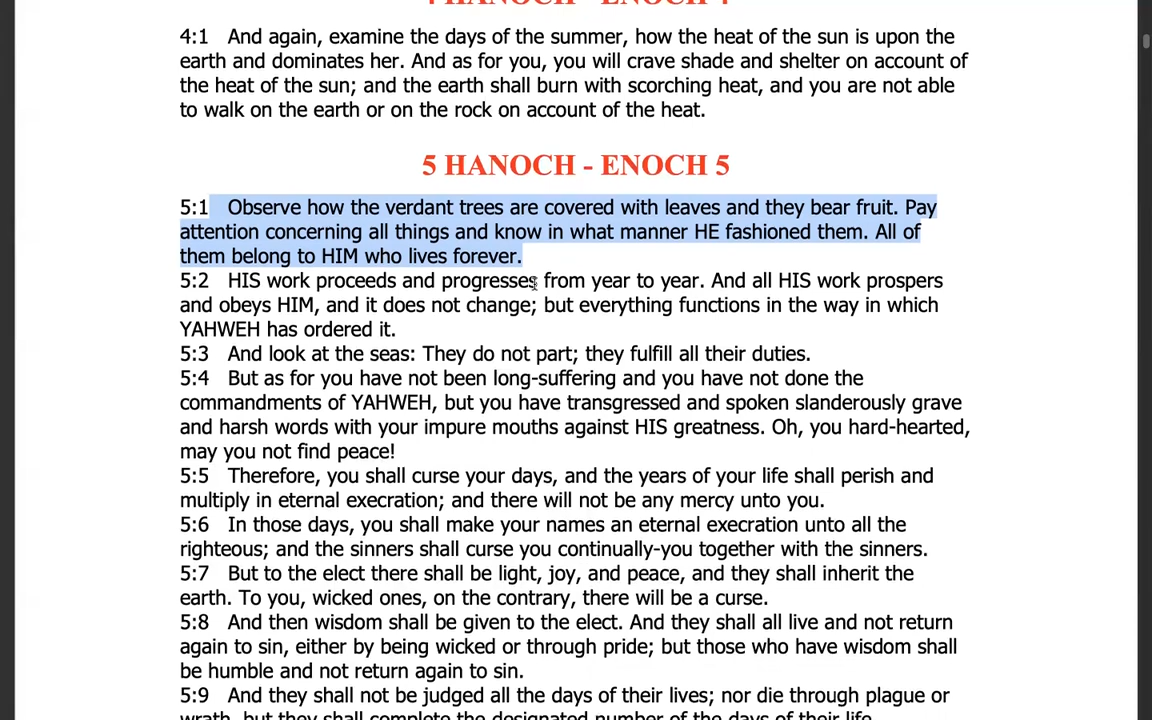 4 HANOCH - ENOCH 4
4:1 And again, examine the days of the summer, how the heat of the sun is upon the
earth and dominates her. And as for you, you will crave shade and shelter on account of
the heat of the sun; and the earth shall burn with scorching heat, and you are not able
to walk on the earth or on the rock on account of the heat.
5 HANOCH - ENOCH 5
5:1 Observe how the verdant trees are covered with leaves and they bear fruit. Pay
attention concerning all things and know in what manner HE fashioned them. All of
them belong to HIM who lives forever.
5:2 HIS work proceeds and progresses from year to year. And all HIS work prospers
and obeys HIM, and it does not change; but everything functions in the way in which
YAHWEH has ordered it.
5:3 And look at the seas: They do not part; they fulfill all their duties.
5:4 But as for you have not been long-suffering and you have not done the
commandments of YAHWEH, but you have transgressed and spoken slanderously grave
and harsh words with your impure mouths against HIS greatness. Oh, you hard-hearted,
may you not find peace!
5:5 Therefore, you shall curse your days, and the years of your life shall perish and
multiply in eternal execration; and there will not be any mercy unto you.
5:6 In those days, you shall make your names an eternal execration unto all the
righteous; and the sinners shall curse you continually-you together with the sinners.
5:7 But to the elect there shall be light, joy, and peace, and they shall inherit the
earth. To you, wicked ones, on the contrary, there will be a curse.
5:8 And then wisdom shall be given to the elect. And they shall all live and not return
again to sin, either by being wicked or through pride; but those who have wisdom shall
be humble and not return again to sin.
5:9 And they shall not be judged all the days of their lives; nor die through plague or
wrath, but they shall complete the designated number of the days of their life.